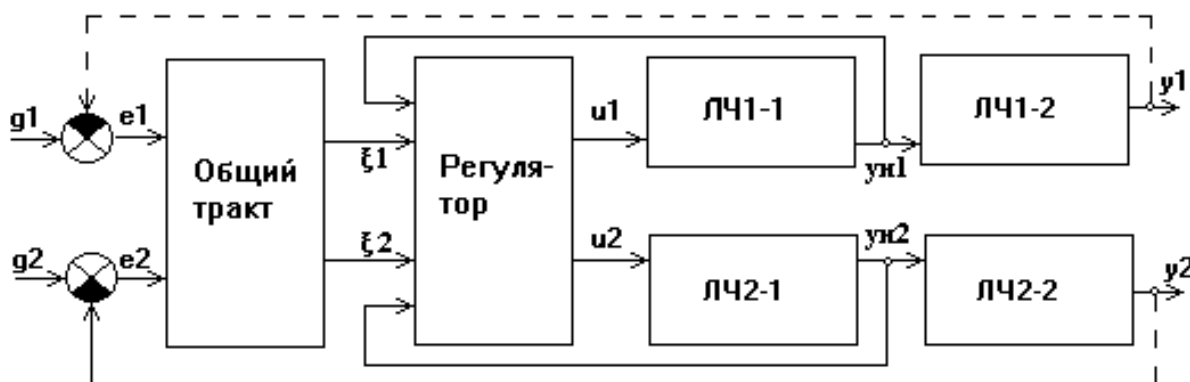 g1
e1
Общий
тракт
ξ1
Регуля-
тор
u1
ЛЧ1-1
ун1
ЛЧ1-2
y1
g2
e2
ξ2
u2
ЛЧ2-1
ун2
ЛЧ2-2
y2